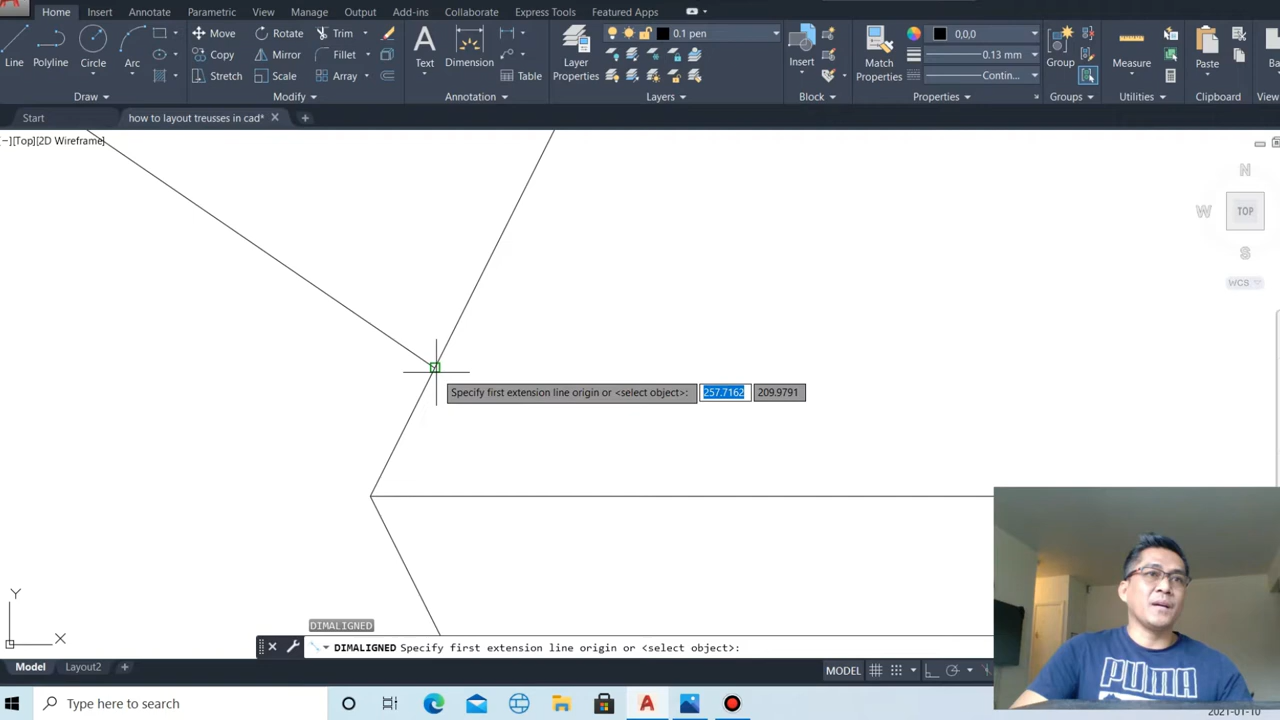 Home Insert Annotate Parametric View Manage Output Add-ins Collaborate Express Tools Featured Apps
Move Rotate Trim 0.1 pen 0,0,0
Copy Mirror Fillet 0.13 mm
Line Polyline Circle Arc Stretch Scale Array Text Dimension Table Layer Properties Insert Match Properties Contin... Group Measure Paste Ba
Draw Modify Annotation Layers Block Properties Groups Utilities Clipboard View
Start how to layout treusses in cad*
[−][Top][2D Wireframe]
N
W TOP
S
WCS
Specify first extension line origin or <select object>: 257.7162 209.9791
Y
X
DIMALIGNED
DIMALIGNED Specify first extension line origin or <select object>:
Model Layout2 MODEL
PUMA
Type here to search
2021-01-10